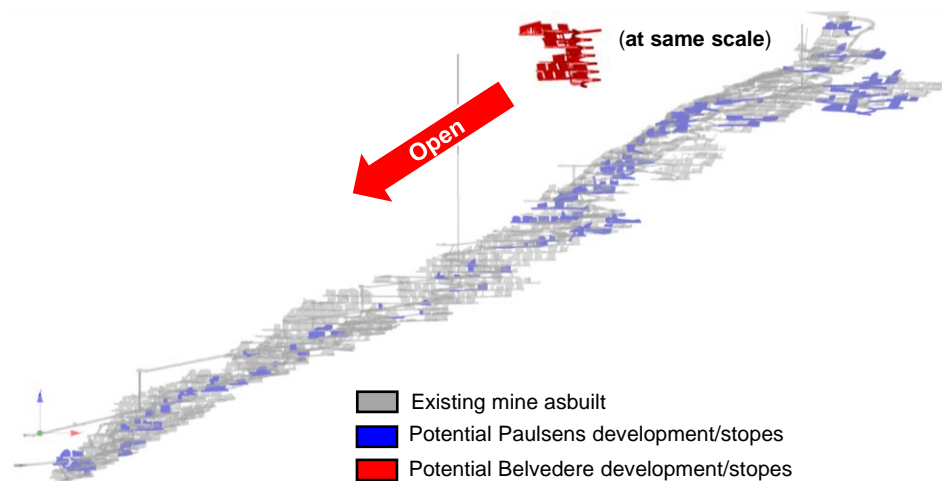 (at same scale)
Open
Existing mine asbuilt
Potential Paulsens development/stopes
Potential Belvedere development/stopes